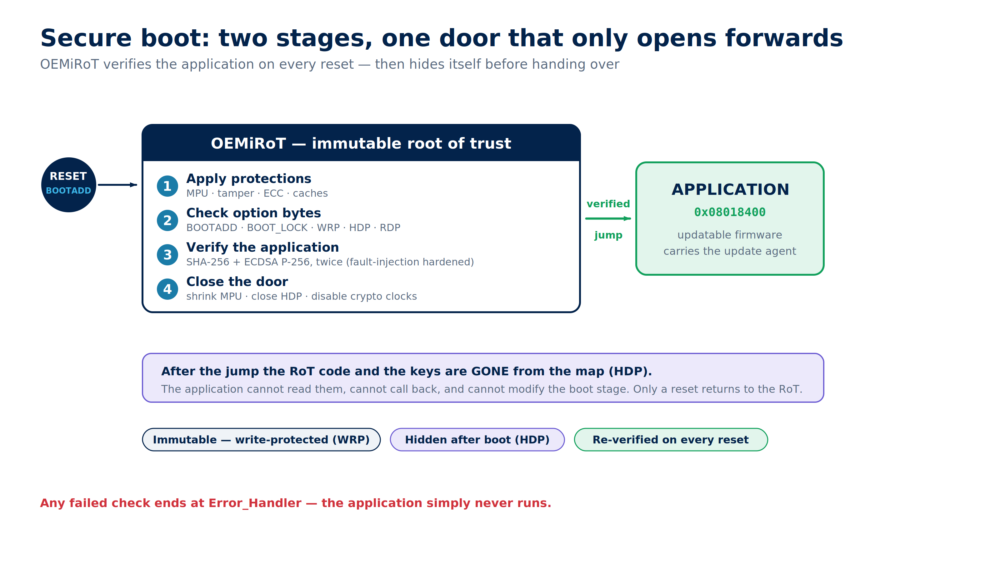 Secure boot: two stages, one door that only opens forwards
OEMiRoT verifies the application on every reset — then hides itself before handing over
RESET
BOOTADD
OEMiRoT — immutable root of trust
1
Apply protections
MPU · tamper · ECC · caches
2
Check option bytes
BOOTADD · BOOT_LOCK · WRP · HDP · RDP
3
Verify the application
SHA-256 + ECDSA P-256, twice (fault-injection hardened)
4
Close the door
shrink MPU · close HDP · disable crypto clocks
verified
jump
APPLICATION
0x08018400
updatable firmware
carries the update agent
After the jump the RoT code and the keys are GONE from the map (HDP).
The application cannot read them, cannot call back, and cannot modify the boot stage. Only a reset returns to the RoT.
Immutable — write-protected (WRP)
Hidden after boot (HDP)
Re-verified on every reset
Any failed check ends at Error_Handler — the application simply never runs.